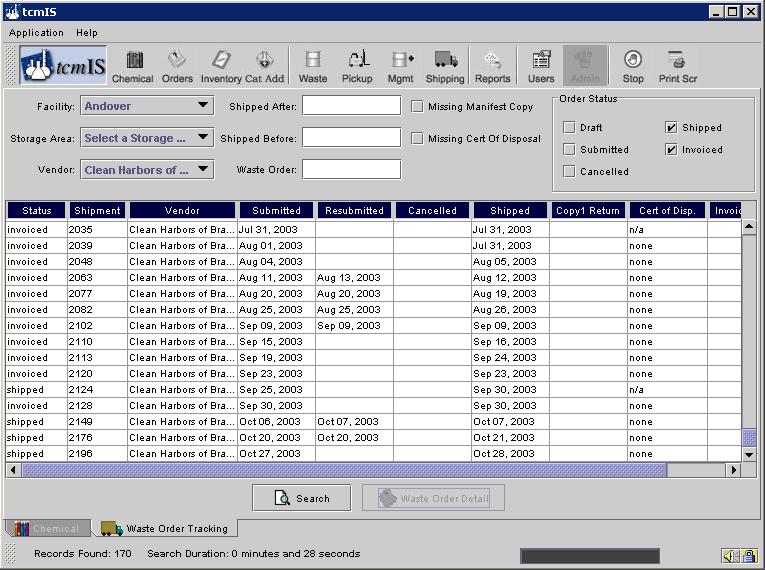 tcmIS
Application Help
tcmIS Chemical Orders Inventory Cat Add Waste Pickup Mgmt Shipping Reports Users Admin Stop Print Scr
Facility: Andover Shipped After: Missing Manifest Copy
Storage Area: Select a Storage ... Shipped Before: Missing Cert Of Disposal
Vendor: Clean Harbors of ... Waste Order:
Order Status
Draft Shipped
Submitted Invoiced
Cancelled
Status Shipment Vendor Submitted Resubmitted Cancelled Shipped Copy1 Return Cert of Disp. Invoic
invoiced 2035 Clean Harbors of Bra... Jul 31, 2003 Jul 31, 2003 n/a
invoiced 2039 Clean Harbors of Bra... Aug 01, 2003 Jul 31, 2003 none
invoiced 2048 Clean Harbors of Bra... Aug 04, 2003 Aug 05, 2003 none
invoiced 2063 Clean Harbors of Bra... Aug 11, 2003 Aug 13, 2003 Aug 12, 2003 none
invoiced 2077 Clean Harbors of Bra... Aug 20, 2003 Aug 20, 2003 Aug 19, 2003 none
invoiced 2082 Clean Harbors of Bra... Aug 25, 2003 Aug 25, 2003 Aug 26, 2003 none
invoiced 2102 Clean Harbors of Bra... Sep 09, 2003 Sep 09, 2003 Sep 09, 2003 none
invoiced 2110 Clean Harbors of Bra... Sep 15, 2003 Sep 16, 2003 none
invoiced 2113 Clean Harbors of Bra... Sep 19, 2003 Sep 24, 2003 none
invoiced 2120 Clean Harbors of Bra... Sep 23, 2003 Sep 23, 2003 none
shipped 2124 Clean Harbors of Bra... Sep 25, 2003 Sep 30, 2003 n/a
invoiced 2128 Clean Harbors of Bra... Sep 30, 2003 Sep 30, 2003 none
shipped 2149 Clean Harbors of Bra... Oct 06, 2003 Oct 07, 2003 Oct 07, 2003 none
shipped 2176 Clean Harbors of Bra... Oct 20, 2003 Oct 20, 2003 Oct 21, 2003 none
shipped 2196 Clean Harbors of Bra... Oct 27, 2003 Oct 28, 2003 none
Search Waste Order Detail
Chemical Waste Order Tracking
Records Found: 170 Search Duration: 0 minutes and 28 seconds